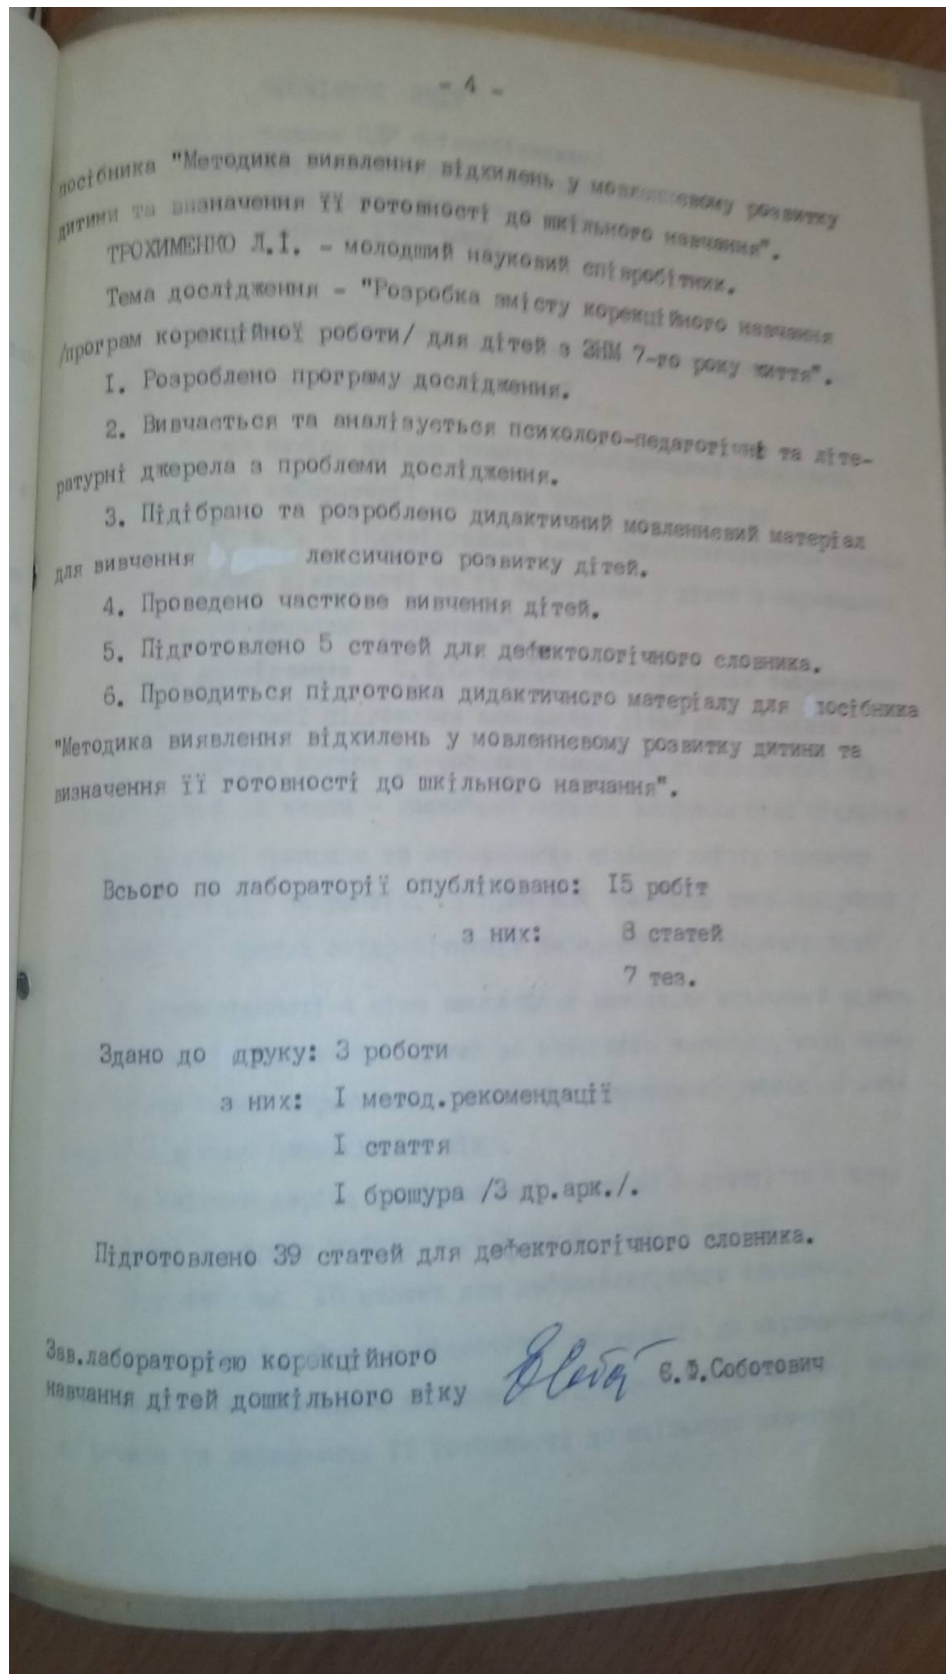 - 4 -
посібника "Методика виявлення відхилень у мовленнєвому розвитку
дитини та визначення її готовності до шкільного навчання".
ТРОХИМЕНКО Л.І. - молодший науковий співробітник.
Тема дослідження - "Розробка змісту корекційного навчання
/програм корекційної роботи/ для дітей з ЗНМ 7-го року життя".
І. Розроблено програму дослідження.
2. Вивчається та аналізується психолого-педагогічні та літе-
ратурні джерела з проблеми дослідження.
3. Підібрано та розроблено дидактичний мовленнєвий матеріал
для вивчення лексичного розвитку дітей.
4. Проведено часткове вивчення дітей.
5. Підготовлено 5 статей для дефектологічного словника.
6. Проводиться підготовка дидактичного матеріалу для посібника
"Методика виявлення відхилень у мовленнєвому розвитку дитини та
визначення її готовності до шкільного навчання".
Всього по лабораторії опубліковано: І5 робіт
з них: 8 статей
7 тез.
Здано до друку: 3 роботи
з них: І метод.рекомендації
І стаття
І брошура /3 др.арк./.
Підготовлено 39 статей для дефектологічного словника.
Зав.лабораторією корекційного
навчання дітей дошкільного віку Є.Ф.Соботович